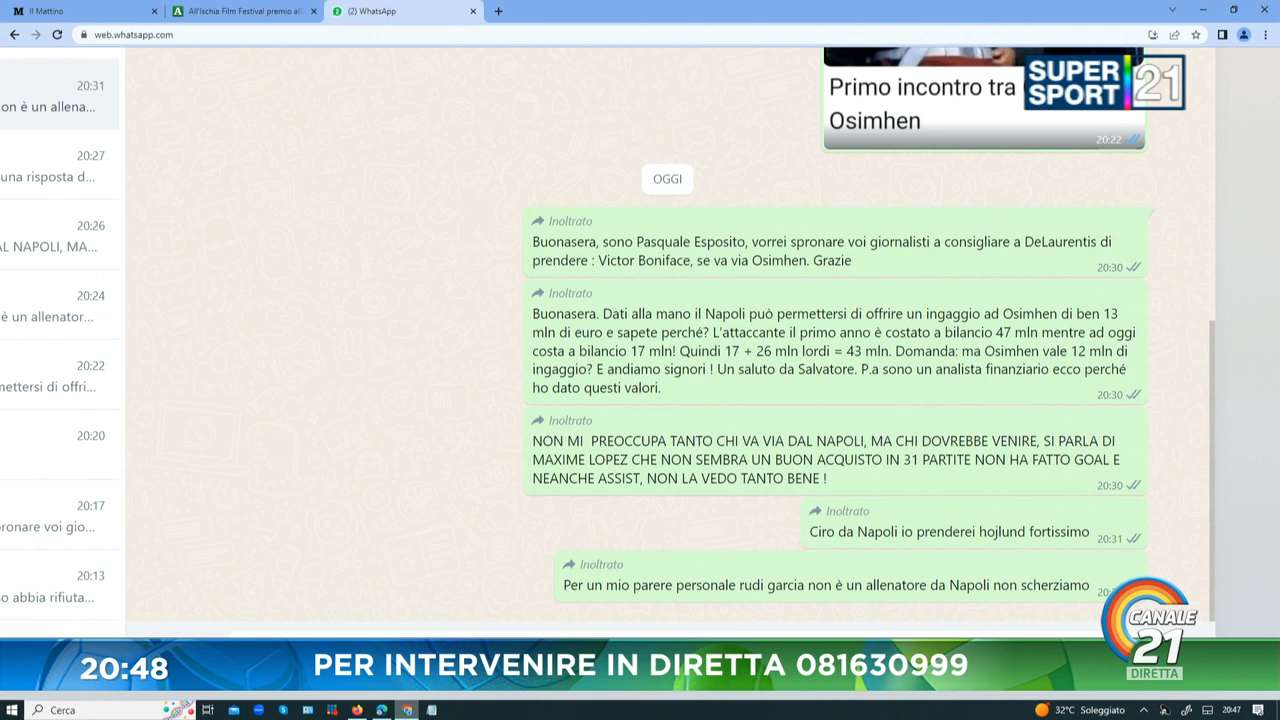 Il Mattino
All'Ischia Film Festival premio all
(2) WhatsApp
web.whatsapp.com
20:31
on è un allena...
20:27
una risposta d...
20:26
AL NAPOLI, MA...
20:24
è un allenator...
20:22
mettersi di offri...
20:20
20:17
pronare voi gio...
20:13
o abbia rifiuta...
Primo incontro tra
Osimhen
20:22
SUPER
SPORT 21
OGGI
Inoltrato
Buonasera, sono Pasquale Esposito, vorrei spronare voi giornalisti a consigliare a DeLaurentis di
prendere : Victor Boniface, se va via Osimhen. Grazie
20:30
Inoltrato
Buonasera. Dati alla mano il Napoli può permettersi di offrire un ingaggio ad Osimhen di ben 13
mln di euro e sapete perché? L'attaccante il primo anno è costato a bilancio 47 mln mentre ad oggi
costa a bilancio 17 mln! Quindi 17 + 26 mln lordi = 43 mln. Domanda: ma Osimhen vale 12 mln di
ingaggio? E andiamo signori ! Un saluto da Salvatore. P.a sono un analista finanziario ecco perché
ho dato questi valori.
20:30
Inoltrato
NON MI  PREOCCUPA TANTO CHI VA VIA DAL NAPOLI, MA CHI DOVREBBE VENIRE, SI PARLA DI
MAXIME LOPEZ CHE NON SEMBRA UN BUON ACQUISTO IN 31 PARTITE NON HA FATTO GOAL E
NEANCHE ASSIST, NON LA VEDO TANTO BENE !
20:30
Inoltrato
Ciro da Napoli io prenderei hojlund fortissimo
20:31
Inoltrato
Per un mio parere personale rudi garcia non è un allenatore da Napoli non scherziamo
CANALE
21
DIRETTA
20:48
PER INTERVENIRE IN DIRETTA 081630999
Cerca
32°C Soleggiato
20:47